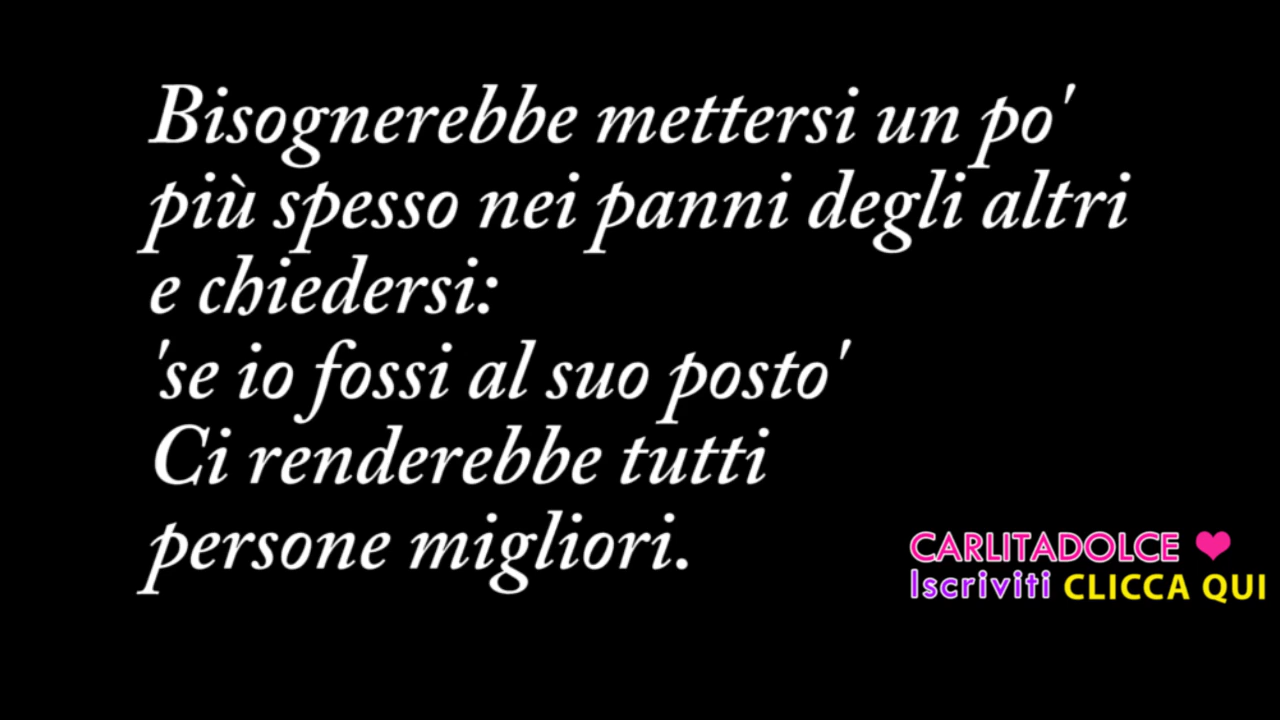 Bisognerebbe mettersi un po'
più spesso nei panni degli altri
e chiedersi:
'se io fossi al suo posto'
Ci renderebbe tutti
persone migliori.
CARLITADOLCE ❤
Iscriviti CLICCA QUI